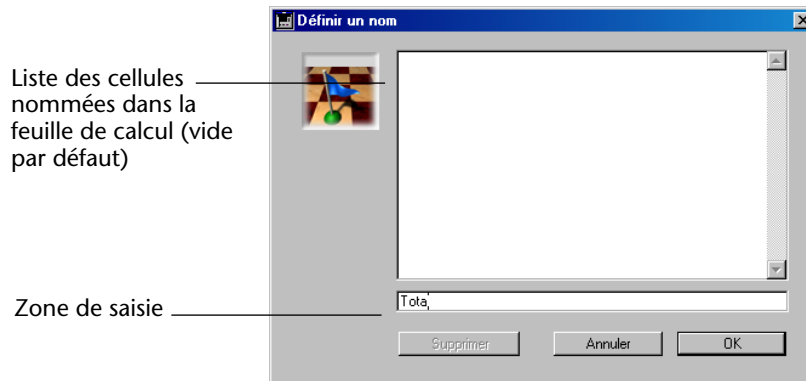 Définir un nom
Liste des cellules
nommées dans la
feuille de calcul (vide
par défaut)
Zone de saisie
Tota
Supprimer
Annuler
OK